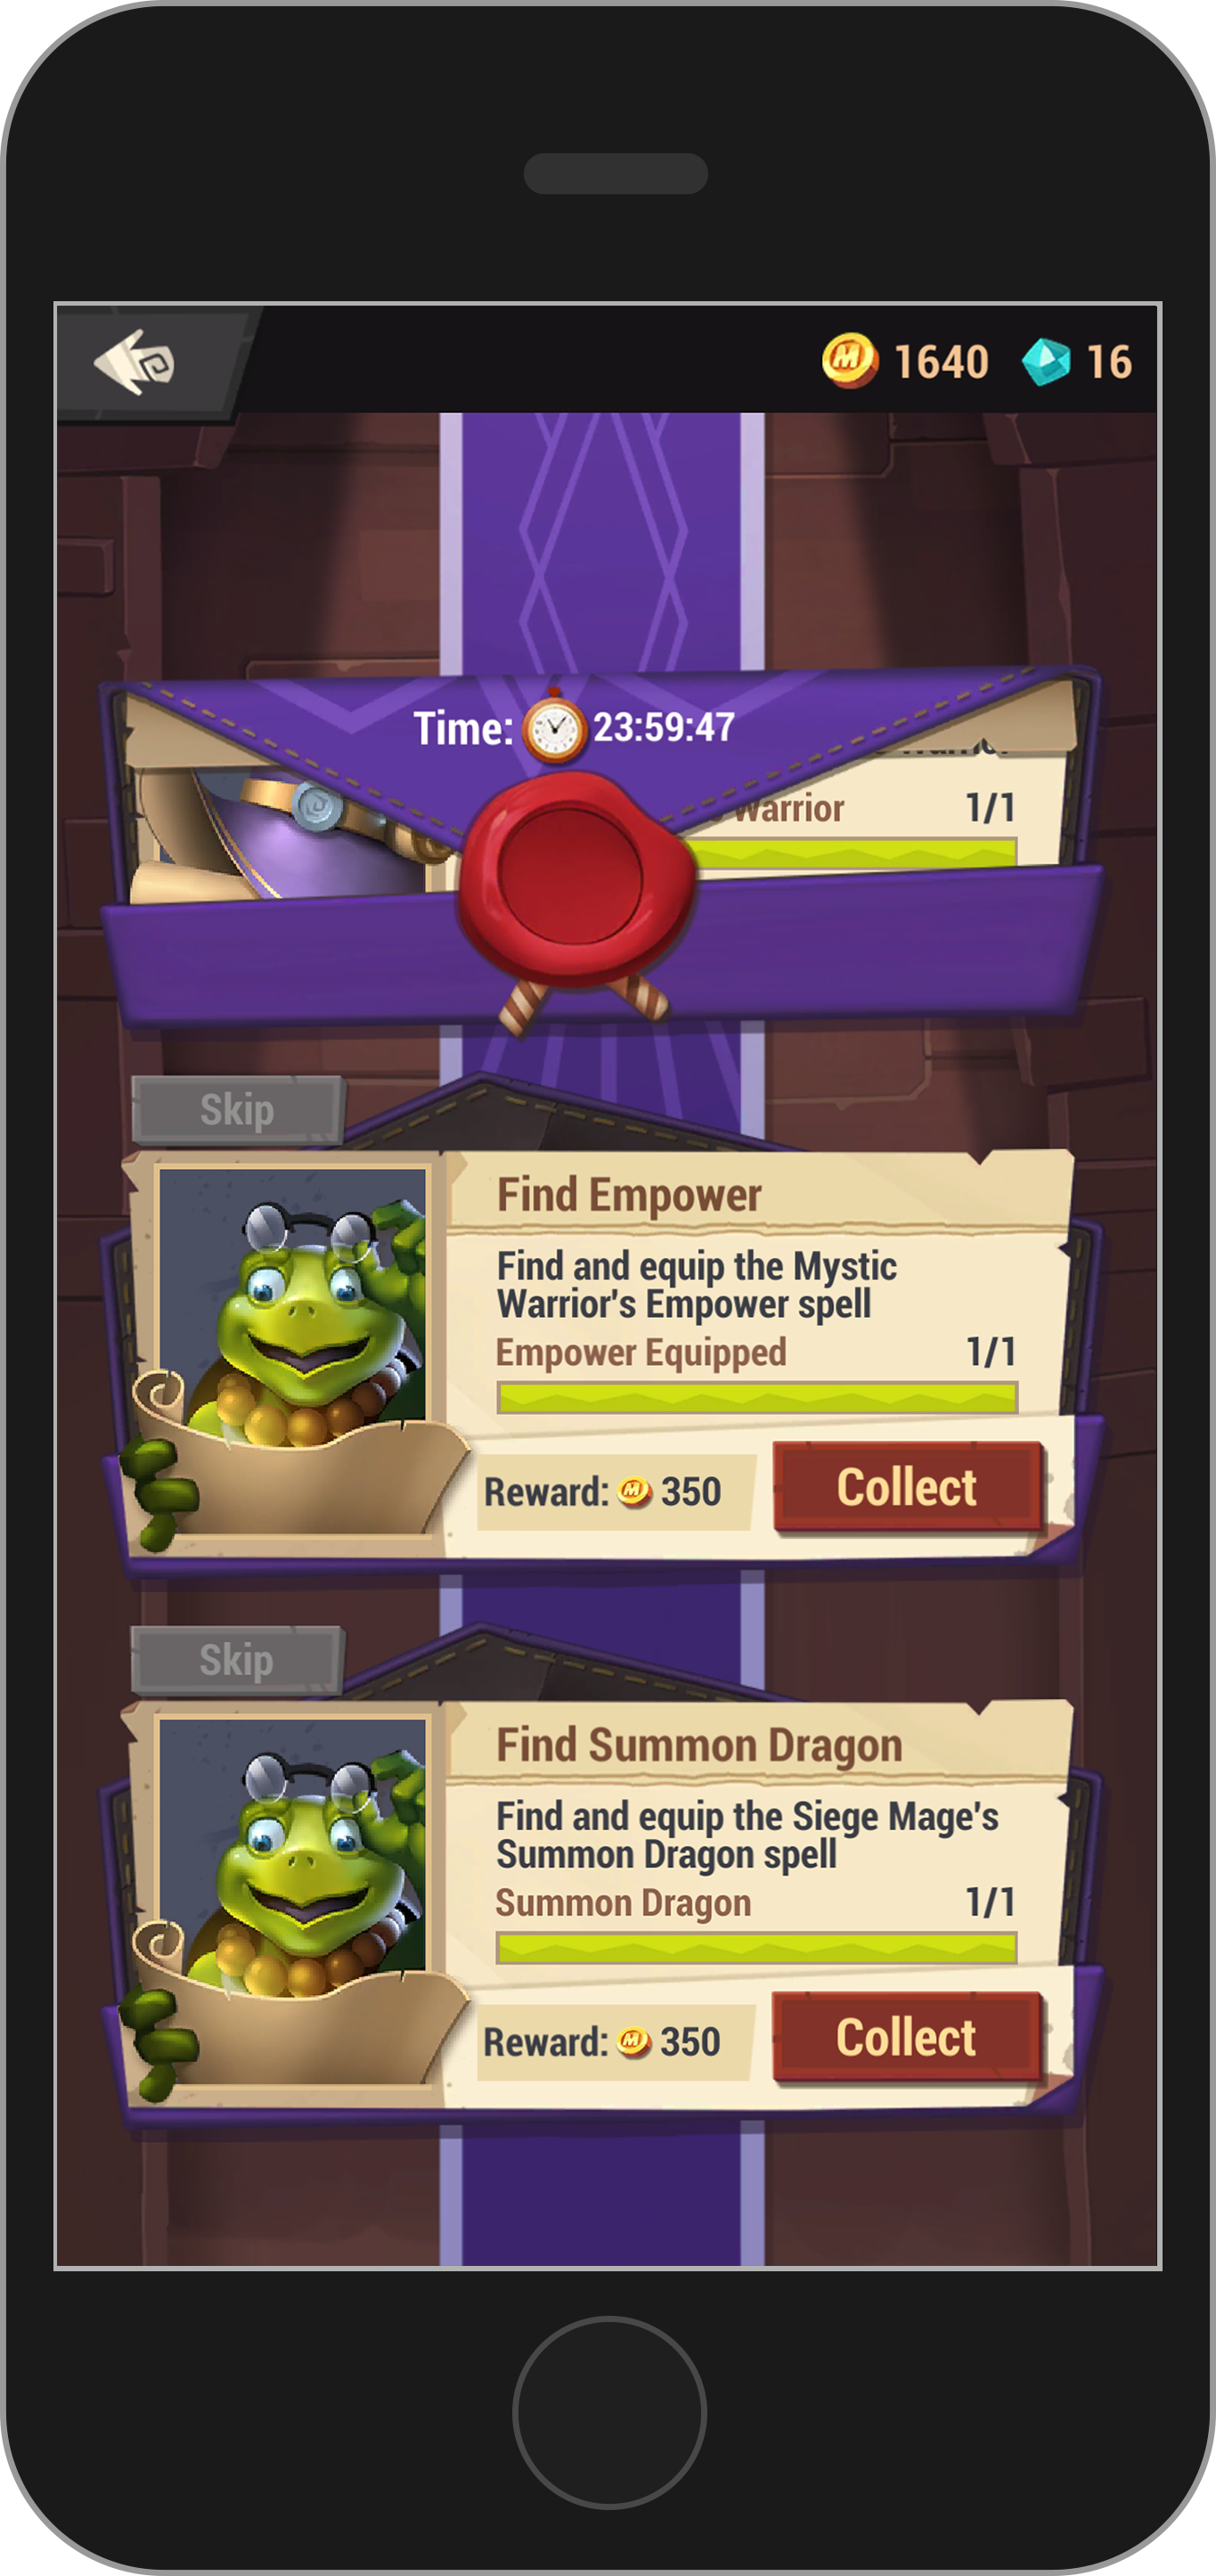 1640 16
Time: 23:59:47
Warrior 1/1
Skip
Find Empower
Find and equip the Mystic
Warrior's Empower spell
Empower Equipped 1/1
Reward: 350
Collect
Skip
Find Summon Dragon
Find and equip the Siege Mage's
Summon Dragon spell
Summon Dragon 1/1
Reward: 350
Collect